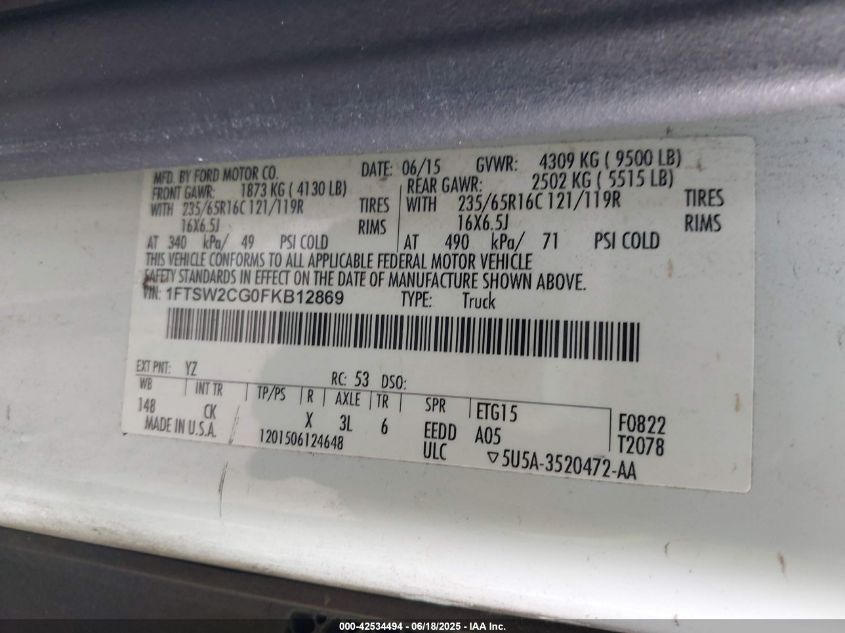 MFD. BY FORD MOTOR CO. DATE: 06/15 GVWR: 4309 KG ( 9500 LB)
FRONT GAWR: 1873 KG ( 4130 LB) REAR GAWR: 2502 KG ( 5515 LB)
WITH 235/65R16C 121/119R TIRES WITH 235/65R16C 121/119R TIRES
16X6.5J RIMS 16X6.5J RIMS
AT 340 kPa/ 49 PSI COLD AT 490 kPa/ 71 PSI COLD
THIS VEHICLE CONFORMS TO ALL APPLICABLE FEDERAL MOTOR VEHICLE
SAFETY STANDARDS IN EFFECT ON THE DATE OF MANUFACTURE SHOWN ABOVE.
VIN: 1FTSW2CG0FKB12869 TYPE: Truck
EXT PNT: YZ RC: 53 DSO:
WB INT TR TP/PS R AXLE TR SPR ETG15
148 CK X 3L 6 EEDD A05 F0822
MADE IN U.S.A. 1201506124648 ULC ▽5U5A-3520472-AA T2078
000-42534494 - 06/18/2025 - IAA Inc.